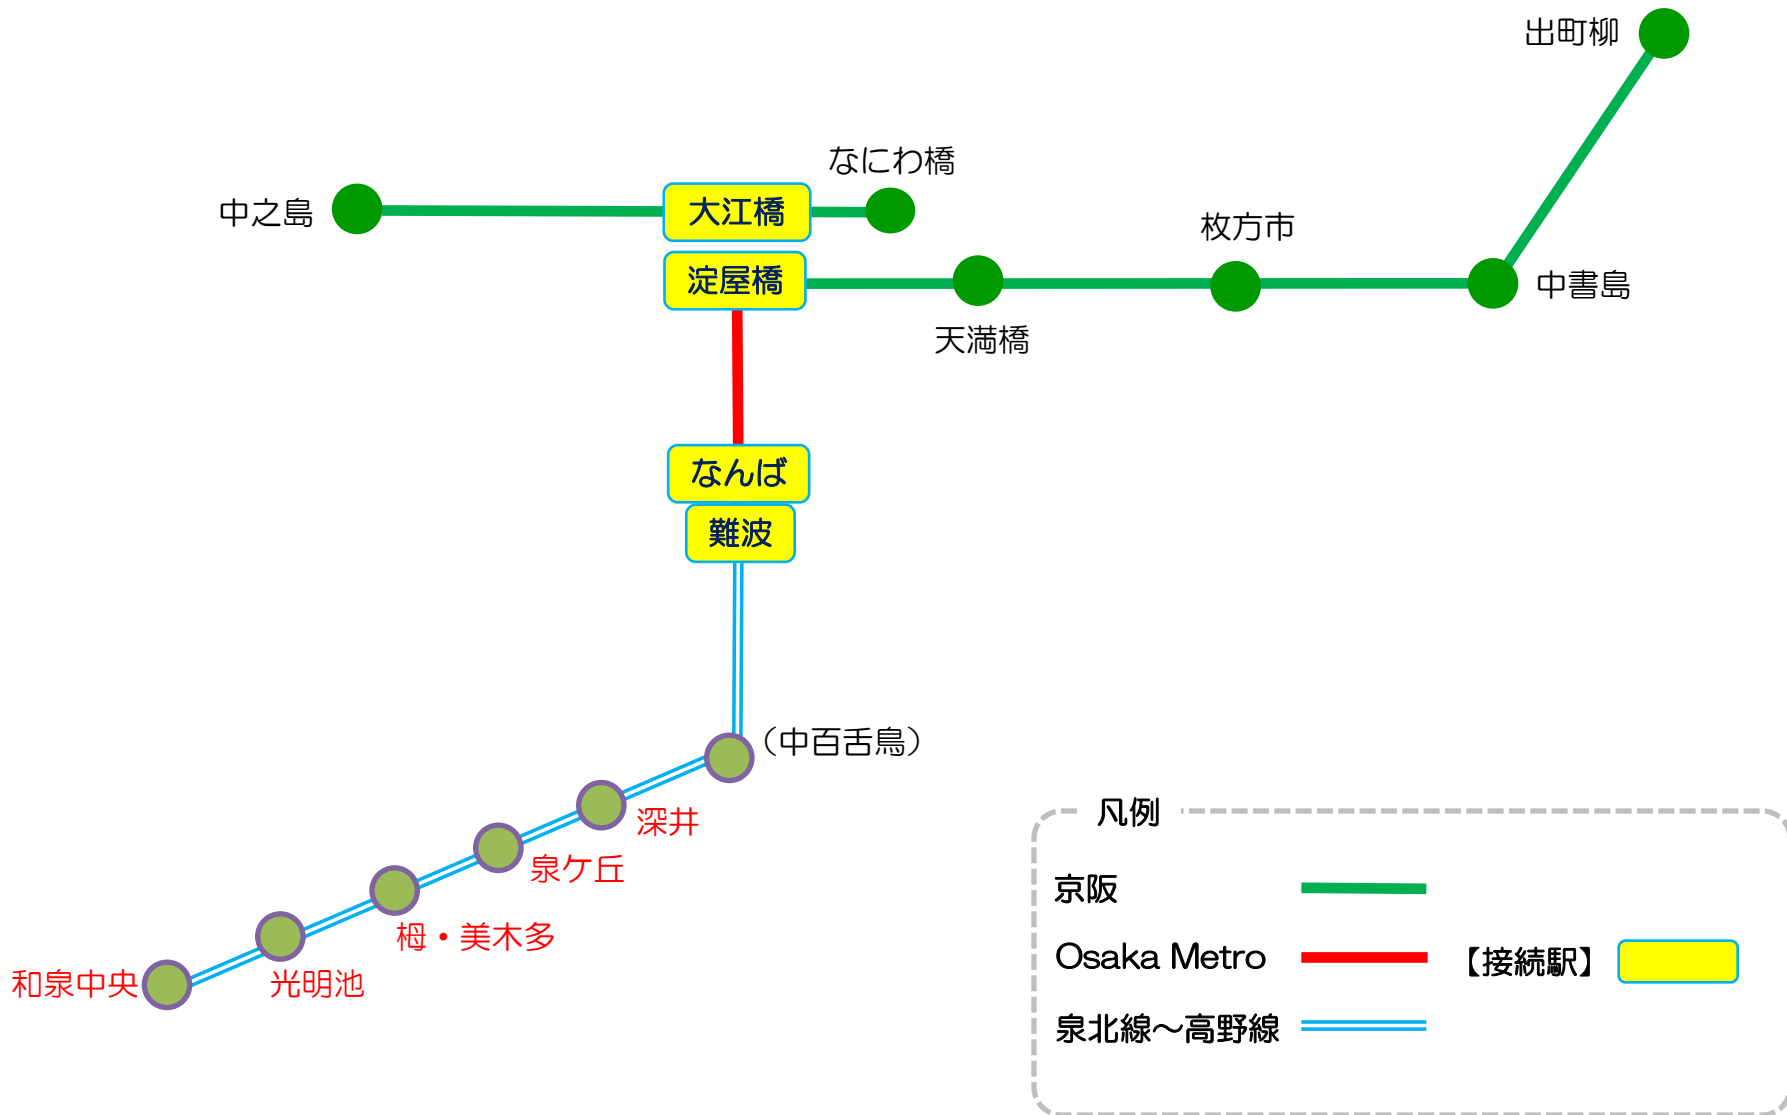 出町柳
なにわ橋
中之島
大江橋
枚方市
淀屋橋
中書島
天満橋
なんば
難波
（中百舌鳥）
深井
泉ケ丘
栂・美木多
光明池
和泉中央
凡例
京阪
Osaka Metro
【接続駅】
泉北線～高野線